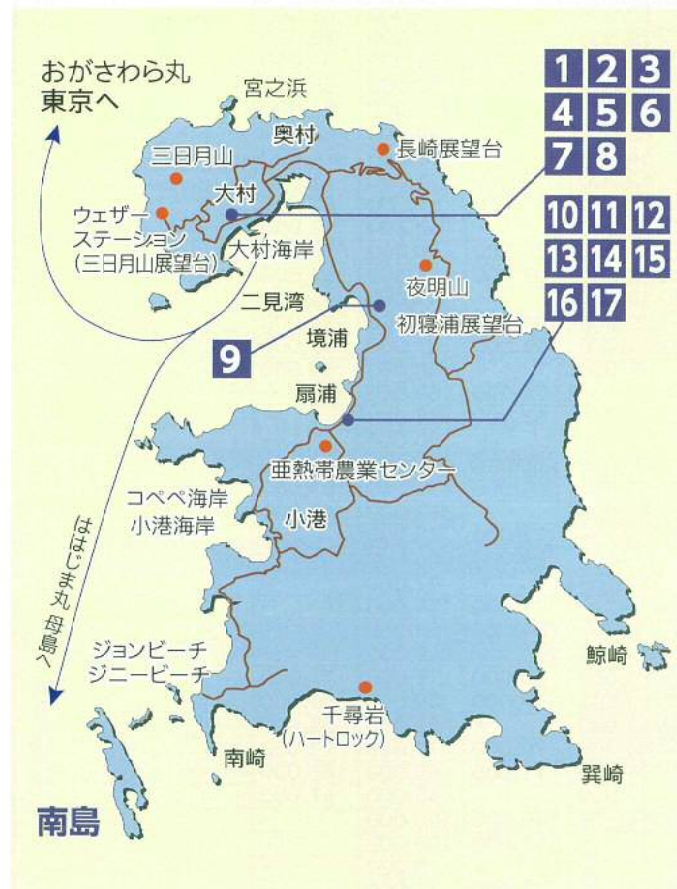 おがさわら丸
東京へ
宮之浜
奥村
長崎展望台
三日月山
大村
ウェザー
ステーション
(三日月山展望台)
大村海岸
二見湾
境浦
扇浦
夜明山
初寝浦展望台
1 2 3
4 5 6
7 8
9
10 11 12
13 14 15
16 17
亜熱帯農業センター
コペペ海岸
小港海岸
小港
ははじま丸 母島へ
ジョンビーチ
ジニービーチ
千尋岩
(ハートロック)
鯨崎
南崎
巽崎
南島